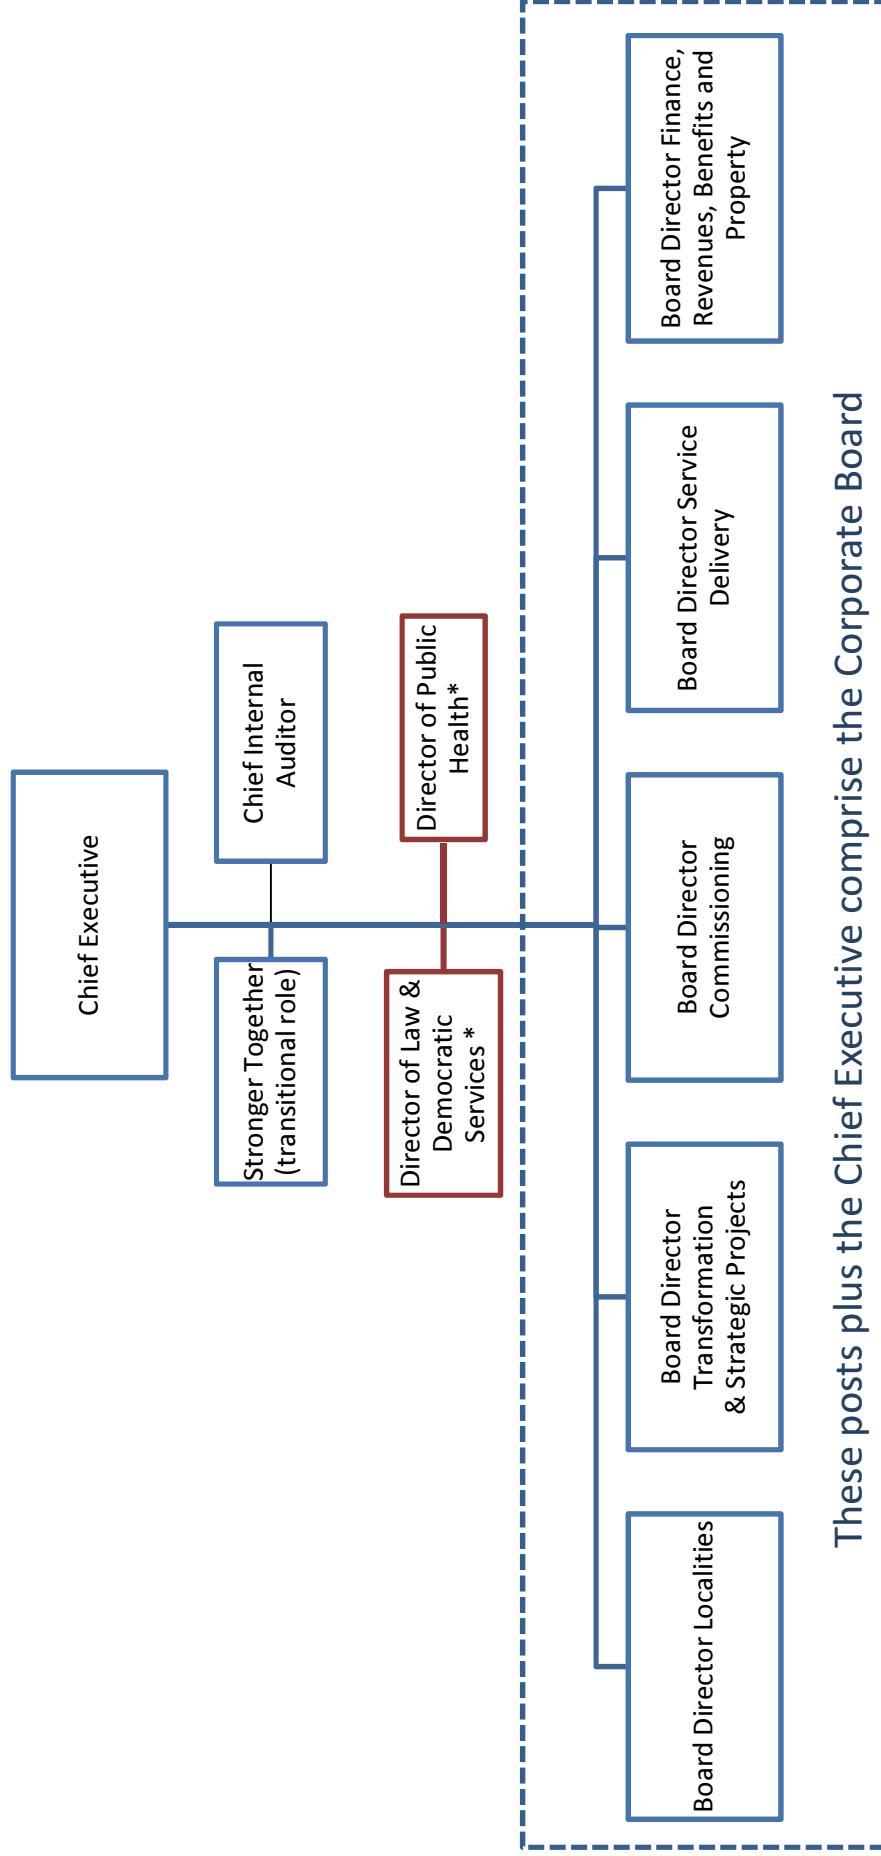 Chief Executive
Stronger Together
(transitional role)
Chief Internal
Auditor
Director of Law &
Democratic
Services *
Director of Public
Health*
Board Director Localities
Board Director
Transformation
& Strategic Projects
Board Director
Commissioning
Board Director Service
Delivery
Board Director Finance,
Revenues, Benefits and
Property
These posts plus the Chief Executive comprise the Corporate Board